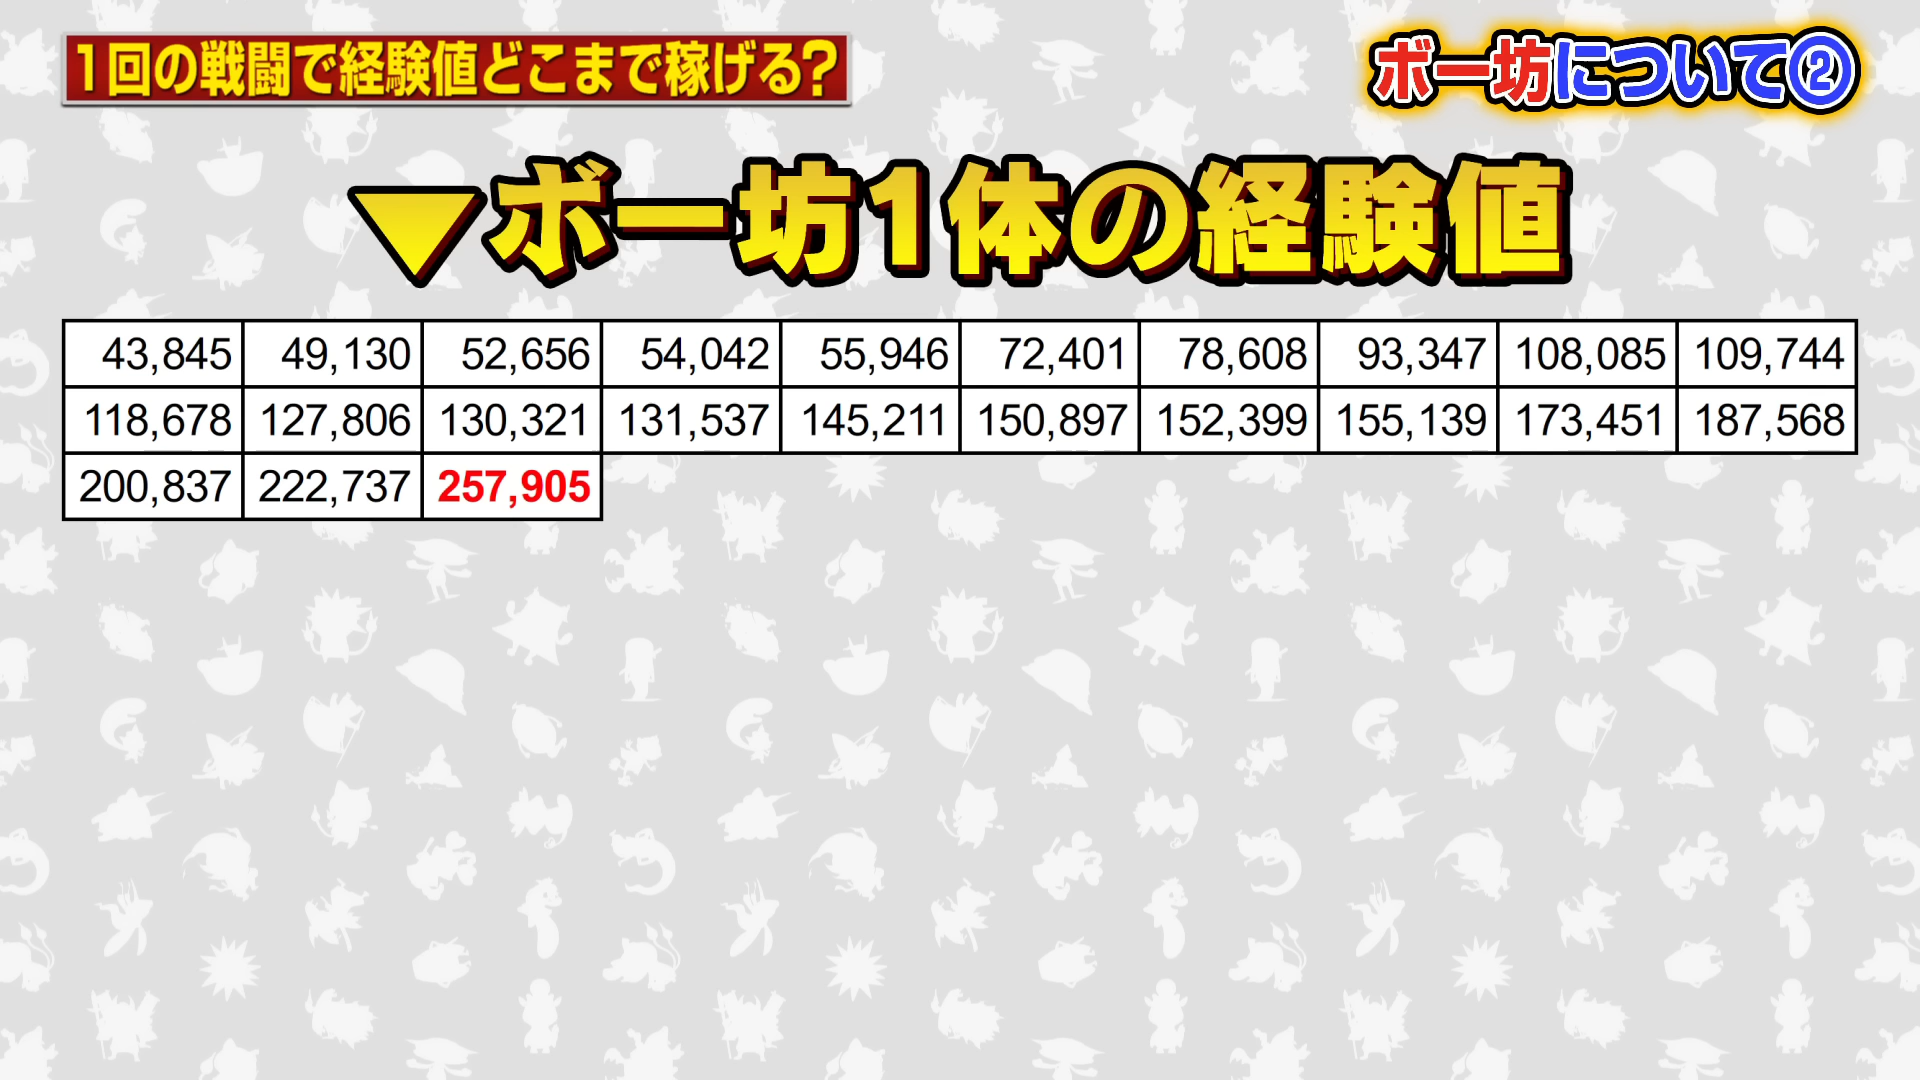 1回の戦闘で経験値どこまで稼げる?
ボー坊について②
▼ボー坊1体の経験値
43,845 49,130 52,656 54,042 55,946 72,401 78,608 93,347 108,085 109,744
118,678 127,806 130,321 131,537 145,211 150,897 152,399 155,139 173,451 187,568
200,837 222,737 257,905